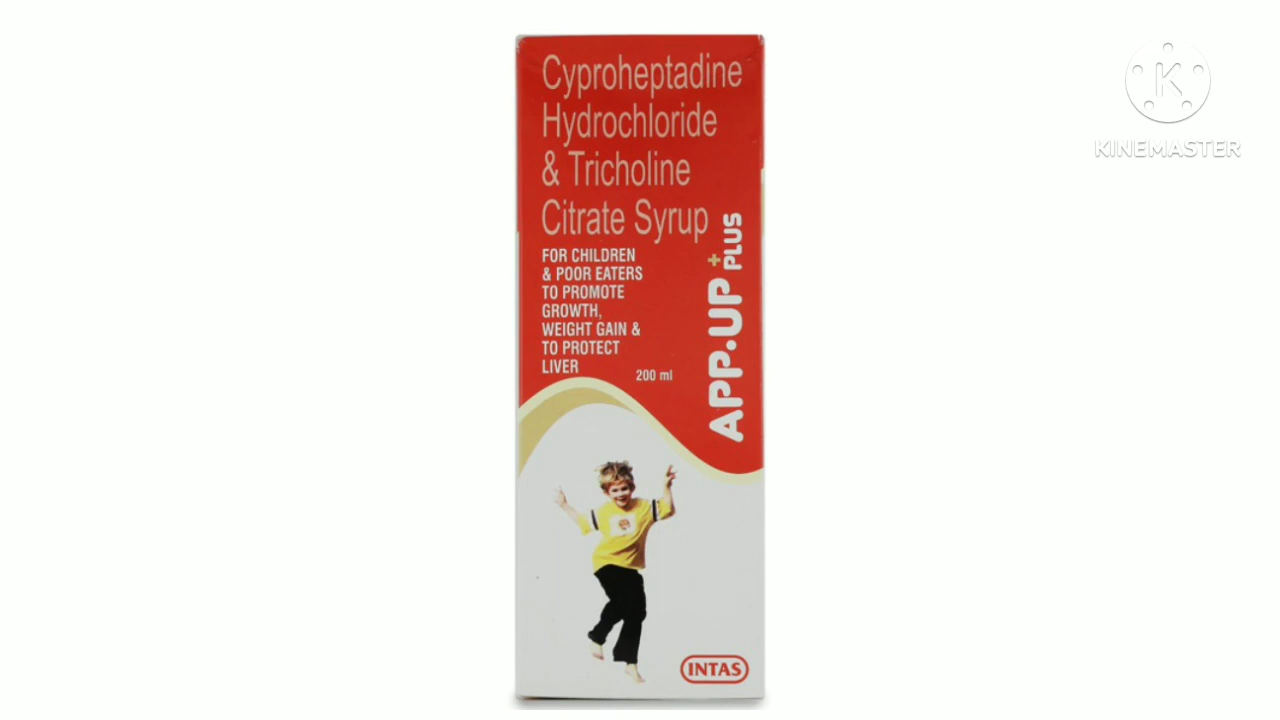 Cyproheptadine
Hydrochloride
& Tricholine
Citrate Syrup
FOR CHILDREN
& POOR EATERS
TO PROMOTE
GROWTH,
WEIGHT GAIN &
TO PROTECT
LIVER
200 ml
APP.UP+PLUS
INTAS
K
KINEMASTER